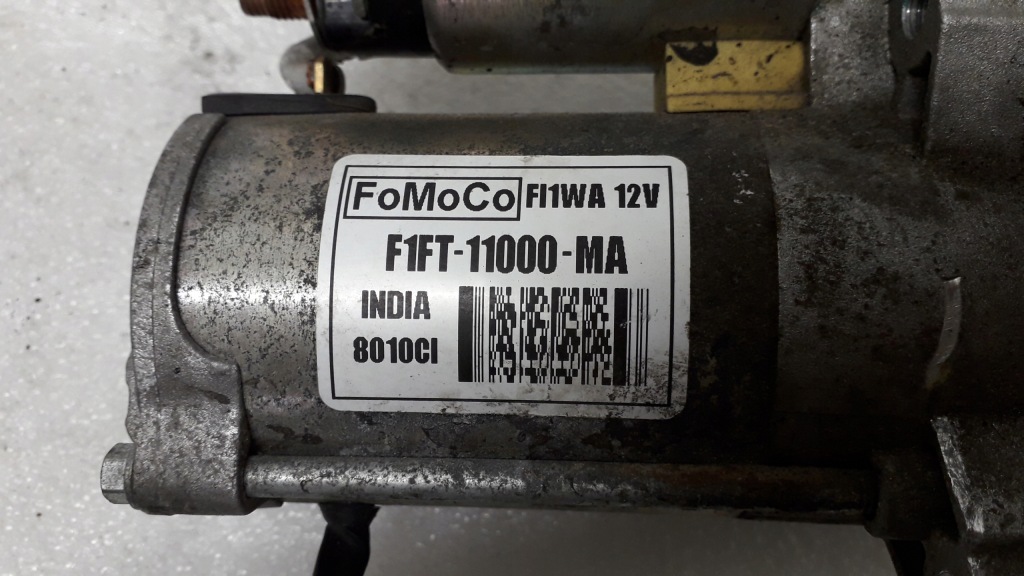 FoMoCo FI1WA 12V
F1FT-11000-MA
INDIA
8010CI